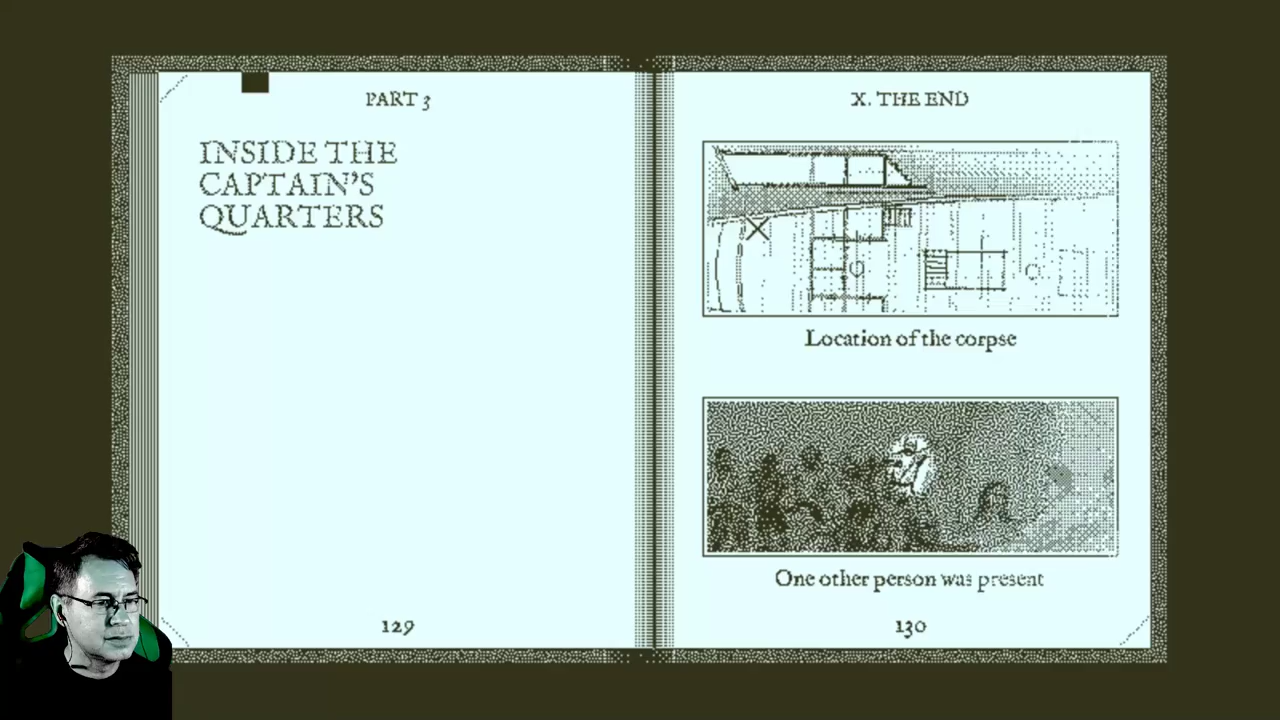 PART 3
INSIDE THE
CAPTAIN'S
QUARTERS
129
X. THE END
Location of the corpse
One other person was present
130